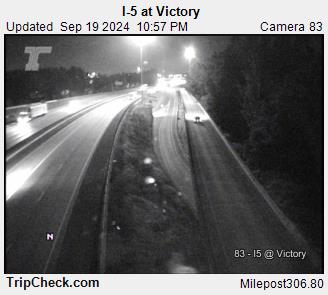 I-5 at Victory
Updated  Sep 19 2024  10:57 PM
Camera 83
T
N
83 - I5 @ Victory
TripCheck.com
Milepost306.80